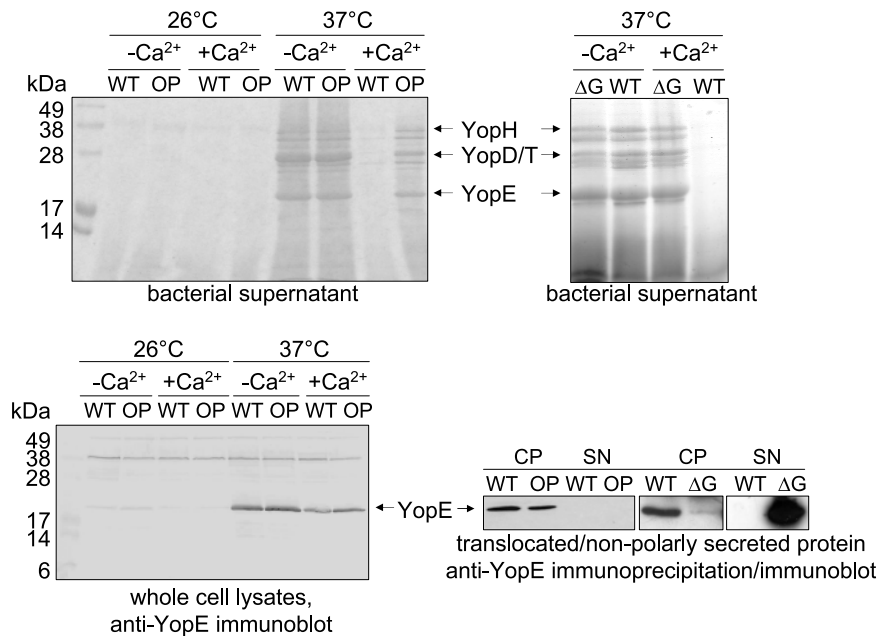 26°C 37°C
-Ca²⁺ +Ca²⁺ -Ca²⁺ +Ca²⁺
kDa WT OP WT OP WT OP WT OP
49
38
28
17
14
bacterial supernatant
YopH
YopD/T
YopE
37°C
-Ca²⁺ +Ca²⁺
ΔG WT ΔG WT
bacterial supernatant
26°C 37°C
-Ca²⁺ +Ca²⁺ -Ca²⁺ +Ca²⁺
kDa WT OP WT OP WT OP WT OP
49
38
28
17
14
6
whole cell lysates,
anti-YopE immunoblot
YopE
CP SN CP SN
WT OP WT OP WT ΔG WT ΔG
translocated/non-polarly secreted protein
anti-YopE immunoprecipitation/immunoblot